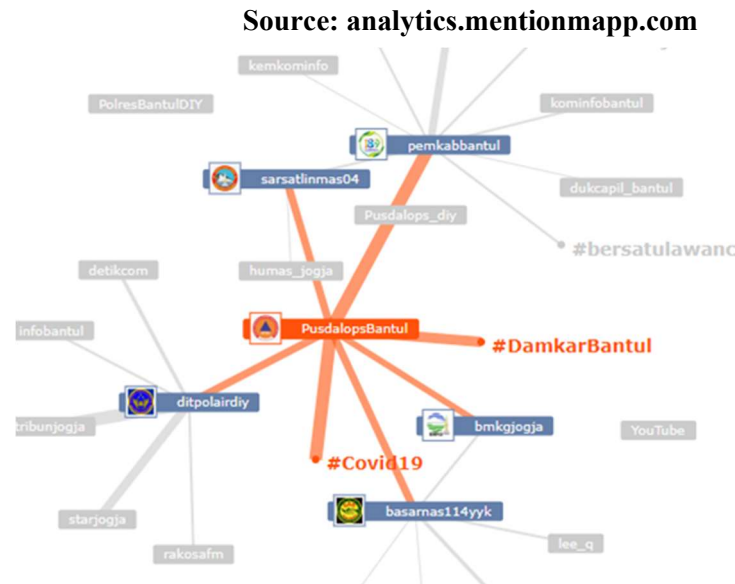 Source: analytics.mentionmapp.com
kemkominfo
PolresBantulDIY
kominfobantul
pemkabbantul
sarsatlinmas04
dukcapil_bantul
Pusdalops_diy
#bersatulawanc
detikcom
humas_jogja
infobantul
PusdalopsBantul
#DamkarBantul
ditpolairdiy
tribunjogja
bmkgjogja
YouTube
#Covid19
basarnas114yyk
starjogja
lee_q
rakosafm